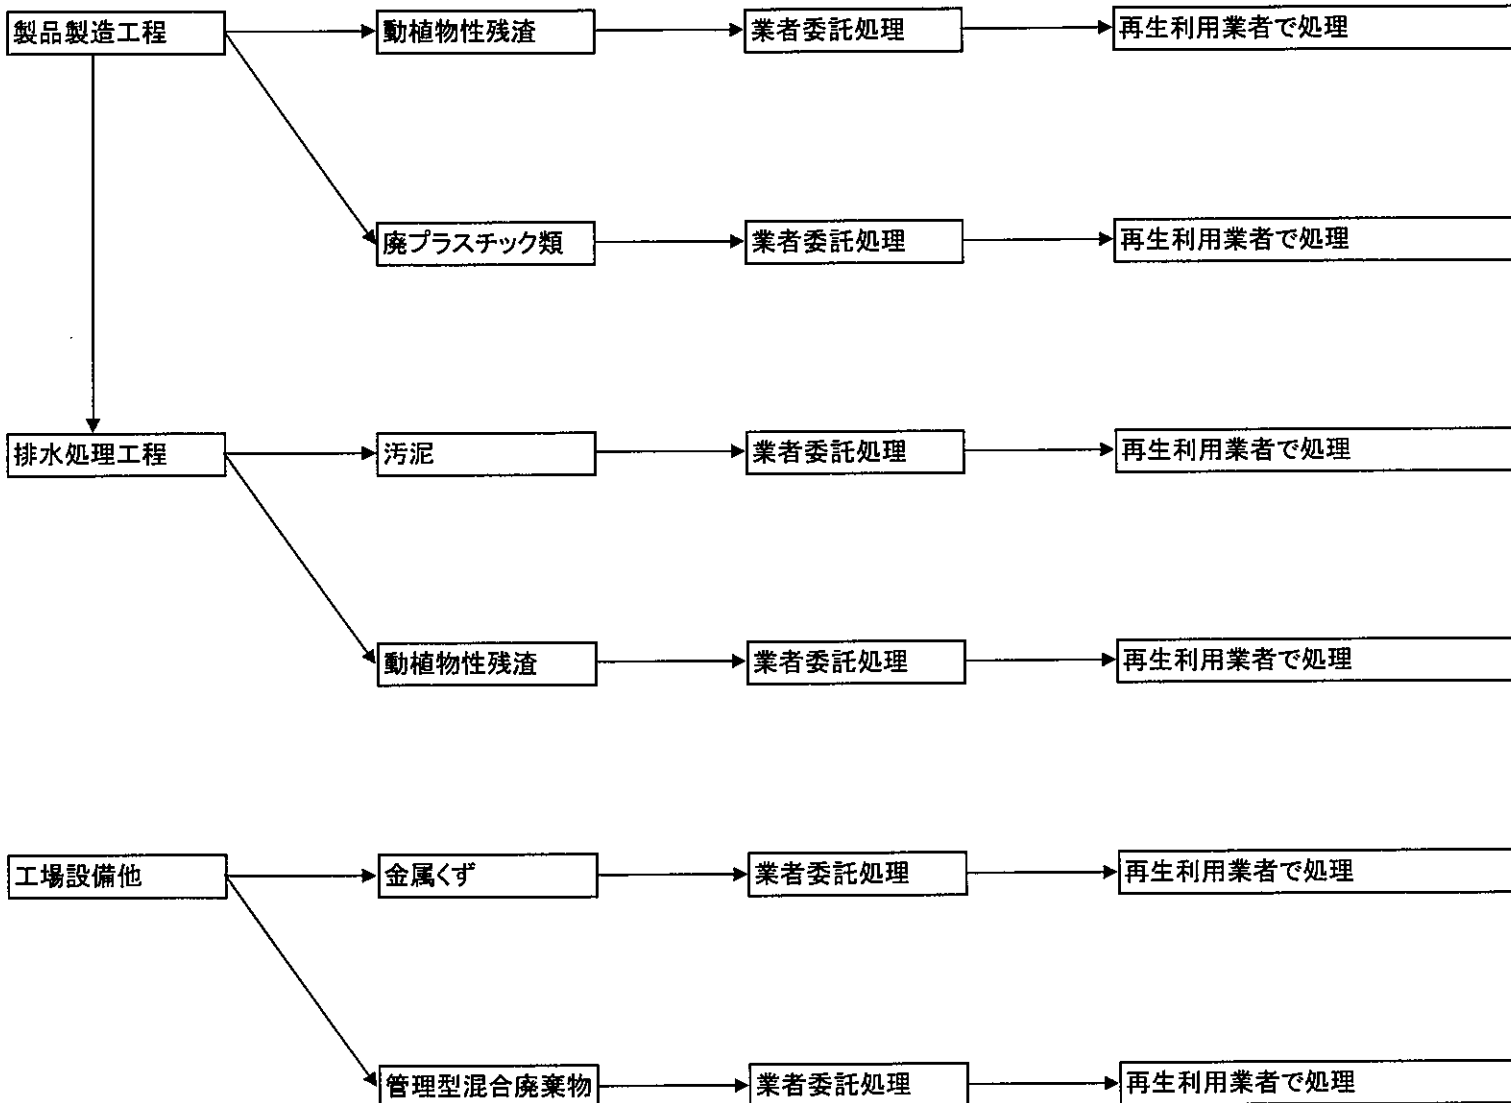 製品製造工程
動植物性残渣
業者委託処理
再生利用業者で処理
廃プラスチック類
業者委託処理
再生利用業者で処理
排水処理工程
汚泥
業者委託処理
再生利用業者で処理
動植物性残渣
業者委託処理
再生利用業者で処理
工場設備他
金属くず
業者委託処理
再生利用業者で処理
管理型混合廃棄物
業者委託処理
再生利用業者で処理